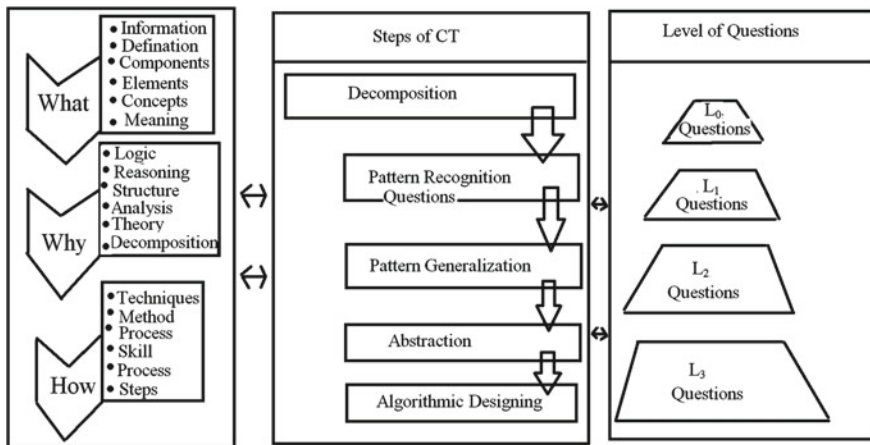 What
• Information
• Defination
• Components
• Elements
• Concepts
• Meaning
Why
• Logic
• Reasoning
• Structure
• Analysis
• Theory
• Decomposition
How
• Techniques
• Method
• Process
• Skill
• Process
• Steps
Steps of CT
Decomposition
Pattern Recognition
Questions
Pattern Generalization
Abstraction
Algorithmic Designing
Level of Questions
L₀.
Questions
L₁
Questions
L₂
Questions
L₃
Questions